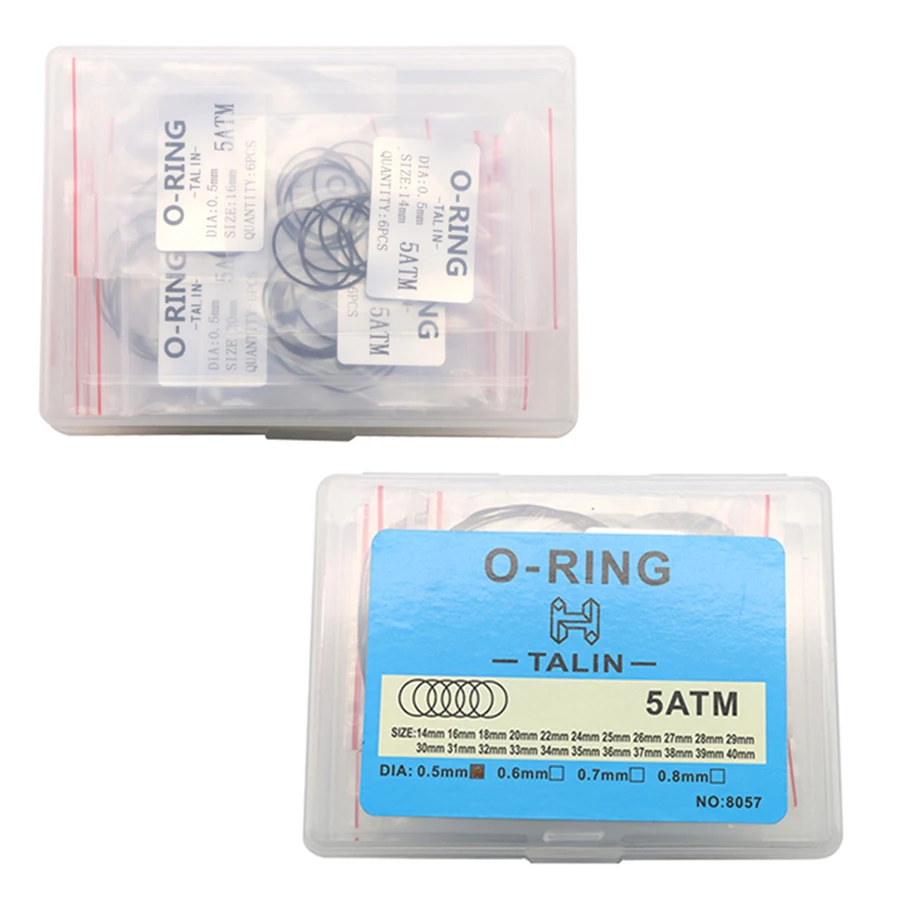 O-RING
-TALIN-
DIA:0.5mm
SIZE:16mm 5ATM
QUANTITY:6PCS
O-RING
-TALIN-
DIA:0.5mm
SIZE:14mm 5ATM
QUANTITY:6PCS
O-RING
-TALIN-
DIA:0.5mm
QUANTITY:6PCS
5ATM
O-RING
— TALIN —
5ATM
SIZE:14mm 16mm 18mm 20mm 22mm 24mm 25mm 26mm 27mm 28mm 29mm
30mm 31mm 32mm 33mm 34mm 35mm 36mm 37mm 38mm 39mm 40mm
DIA: 0.5mm 0.6mm 0.7mm 0.8mm
NO:8057